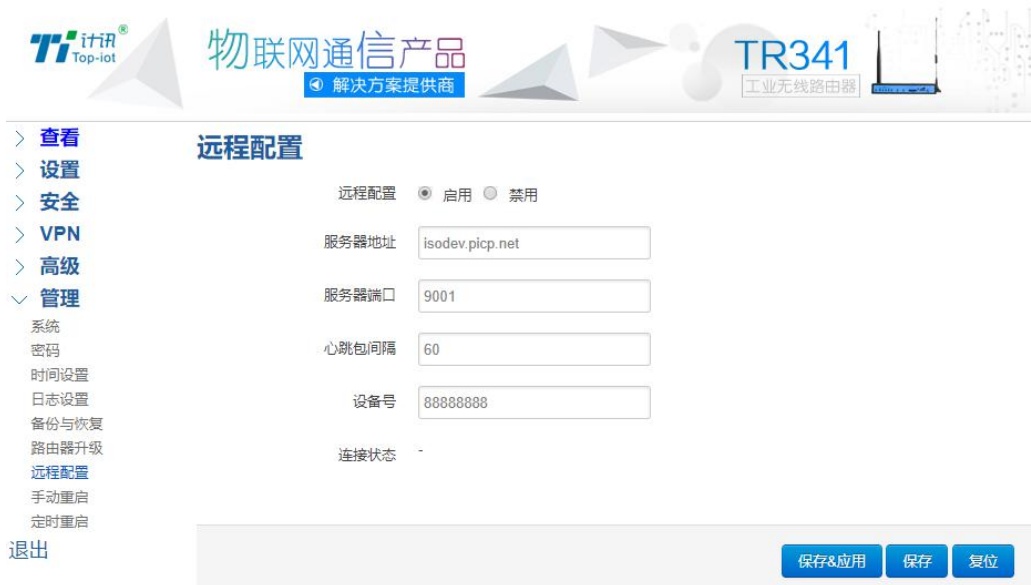 Ti 计讯®
Top-iot
物联网通信产品
解决方案提供商
TR341
工业无线路由器
查看
设置
安全
VPN
高级
管理
系统
密码
时间设置
日志设置
备份与恢复
路由器升级
远程配置
手动重启
定时重启
退出
远程配置
远程配置 启用 禁用
服务器地址 isodev.picp.net
服务器端口 9001
心跳包间隔 60
设备号 88888888
连接状态 -
保存&应用 保存 复位